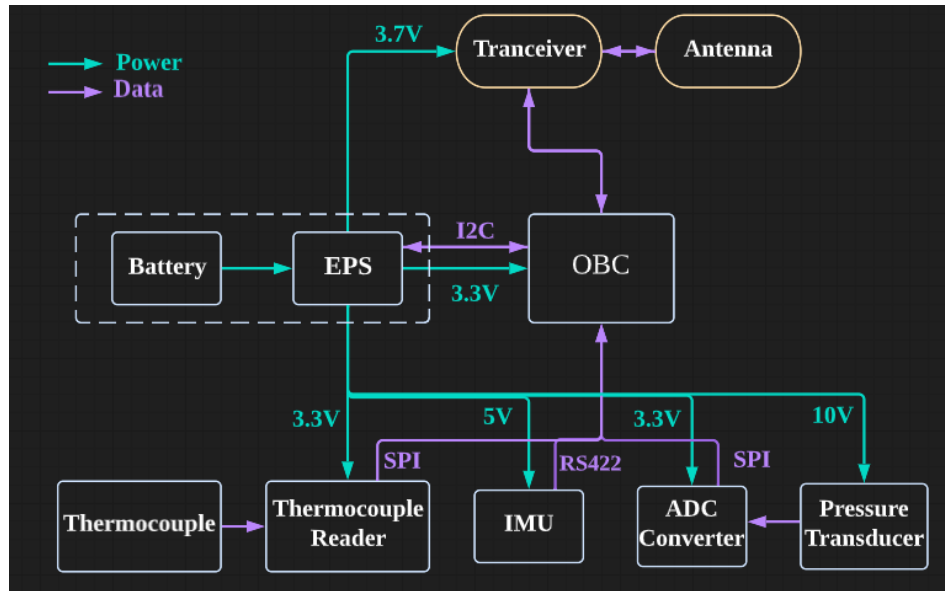 3.7V
Tranceiver
Antenna
Power
Data
Battery
EPS
I2C
3.3V
OBC
3.3V
5V
3.3V
10V
SPI
RS422
SPI
Thermocouple
Thermocouple
Reader
IMU
ADC
Converter
Pressure
Transducer